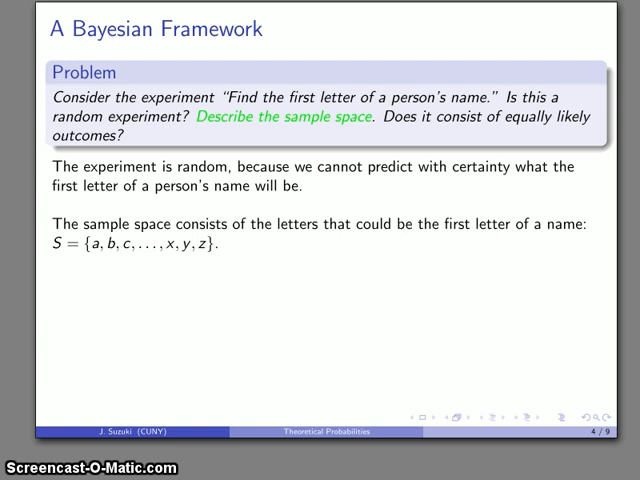 A Bayesian Framework
Problem
Consider the experiment “Find the first letter of a person's name.” Is this a
random experiment? Describe the sample space. Does it consist of equally likely
outcomes?
The experiment is random, because we cannot predict with certainty what the
first letter of a person's name will be.
The sample space consists of the letters that could be the first letter of a name:
S = {a, b, c, . . . , x, y, z}.
J. Suzuki (CUNY)
Theoretical Probabilities
4 / 9
Screencast-O-Matic.com